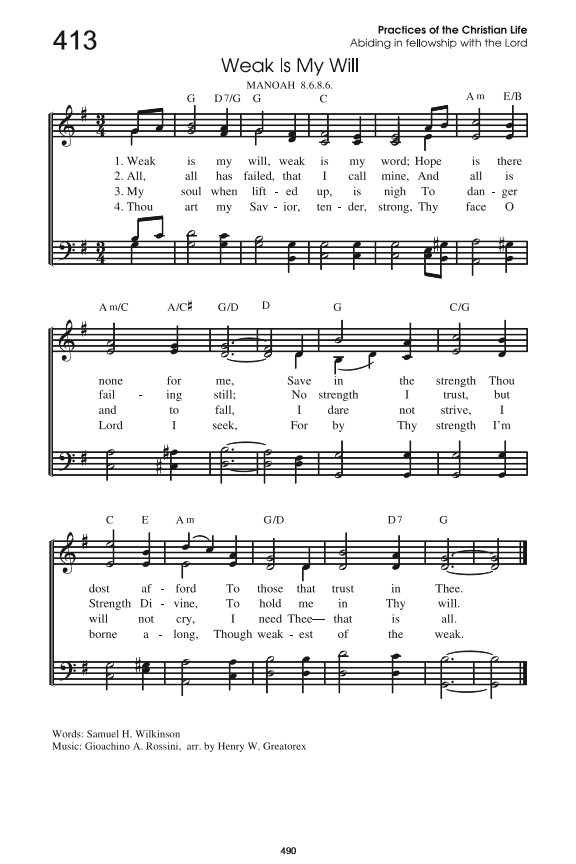 413
Practices of the Christian Life
Abiding in fellowship with the Lord
Weak Is My Will
MANOAH 8.6.8.6.
G D7/G G C Am E/B
1. Weak is my will, weak is my word; Hope is there
2. All, all has failed, that I call mine, And all is
3. My soul when lift - ed up, is nigh To dan - ger
4. Thou art my Sav - ior, ten - der, strong, Thy face O
Am/C A/C♯ G/D D G C/G
none for me, Save in the strength Thou
fail - ing still; No strength I trust, but
and to fall, I dare not strive, I
Lord I seek, For by Thy strength I'm
C E Am G/D D7 G
dost af - ford To those that trust in Thee.
Strength Di - vine, To hold me in Thy will.
will not cry, I need Thee— that is all.
borne a - long, Though weak - est of the weak.
Words: Samuel H. Wilkinson
Music: Gioachino A. Rossini, arr. by Henry W. Greatorex
490